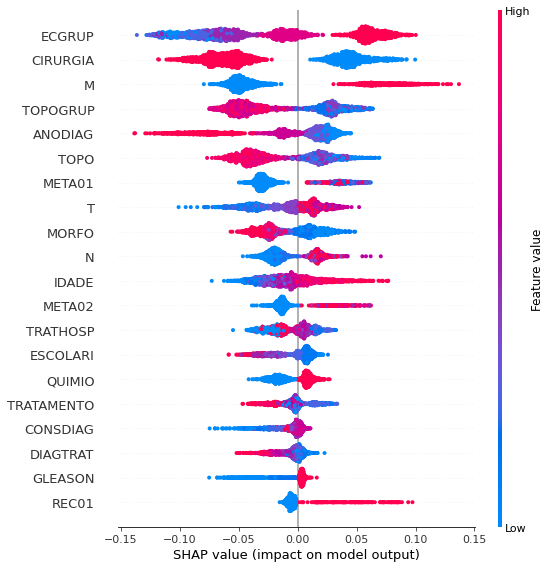 High
ECGRUP
CIRURGIA
M
TOPOGRUP
ANODIAG
TOPO
META01
T
MORFO
N
IDADE
META02
TRATHOSP
ESCOLARI
QUIMIO
TRATAMENTO
CONSDIAG
DIAGTRAT
GLEASON
REC01
Feature value
Low
−0.15 −0.10 −0.05 0.00 0.05 0.10 0.15
SHAP value (impact on model output)